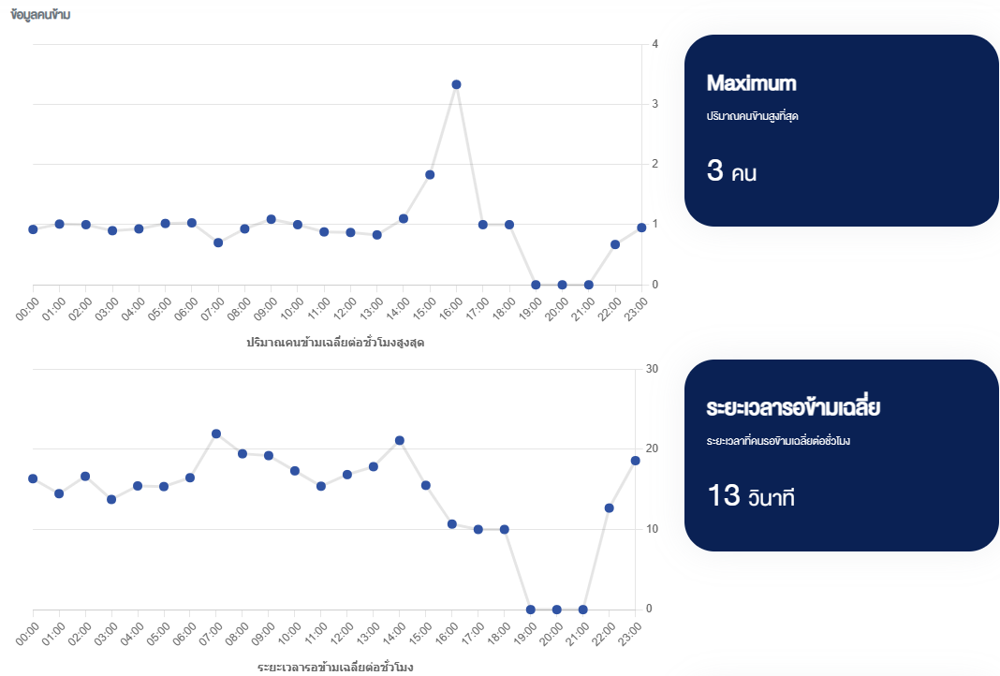 ข้อมูลคนข้าม
4
3
2
1
0
00:00 01:00 02:00 03:00 04:00 05:00 06:00 07:00 08:00 09:00 10:00 11:00 12:00 13:00 14:00 15:00 16:00 17:00 18:00 19:00 20:00 21:00 22:00 23:00
ปริมาณคนข้ามเฉลี่ยต่อชั่วโมงสูงสุด
Maximum
ปริมาณคนข้ามสูงที่สุด
3 คน
30
20
10
0
00:00 01:00 02:00 03:00 04:00 05:00 06:00 07:00 08:00 09:00 10:00 11:00 12:00 13:00 14:00 15:00 16:00 17:00 18:00 19:00 20:00 21:00 22:00 23:00
ระยะเวลารอข้ามเฉลี่ยต่อชั่วโมง
ระยะเวลารอข้ามเฉลี่ย
ระยะเวลาที่คนรอข้ามเฉลี่ยต่อชั่วโมง
13 วินาที